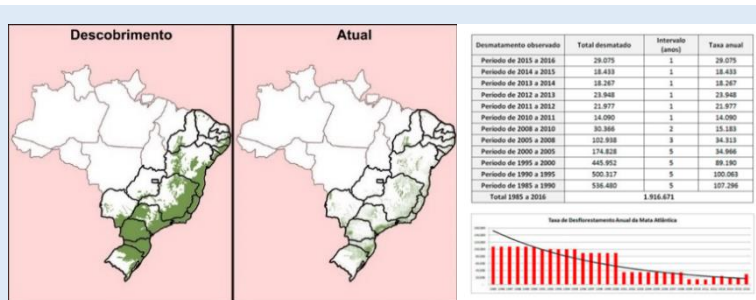 Descobrimento
Atual
Desmatamento observado Total desmatado Intervalo (anos) Taxa anual
Período de 2015 a 2016 29.075 1 29.075
Período de 2014 a 2015 18.433 1 18.433
Período de 2013 a 2014 18.267 1 18.267
Período de 2012 a 2013 23.948 1 23.948
Período de 2011 a 2012 21.977 1 21.977
Período de 2010 a 2011 14.090 1 14.090
Período de 2008 a 2010 30.366 2 15.183
Período de 2005 a 2008 102.938 3 34.313
Período de 2000 a 2005 174.828 5 34.966
Período de 1995 a 2000 445.952 5 89.190
Período de 1990 a 1995 500.317 5 100.063
Período de 1985 a 1990 536.480 5 107.296
Total 1985 a 2016 1.916.671
Taxa de Desflorestamento Anual da Mata Atlântica